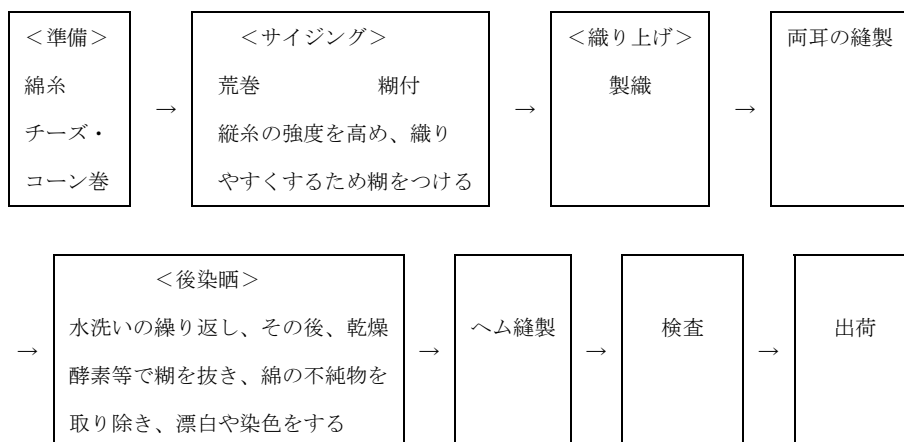 ＜準備＞
綿糸
チーズ・
コーン巻
→
＜サイジング＞
荒巻　糊付
縦糸の強度を高め、織り
やすくするため糊をつける
→
＜織り上げ＞
製織
→
両耳の縫製
→
＜後染晒＞
水洗いの繰り返し、その後、乾燥
酵素等で糊を抜き、綿の不純物を
取り除き、漂白や染色をする
→
ヘム縫製
→
検査
→
出荷